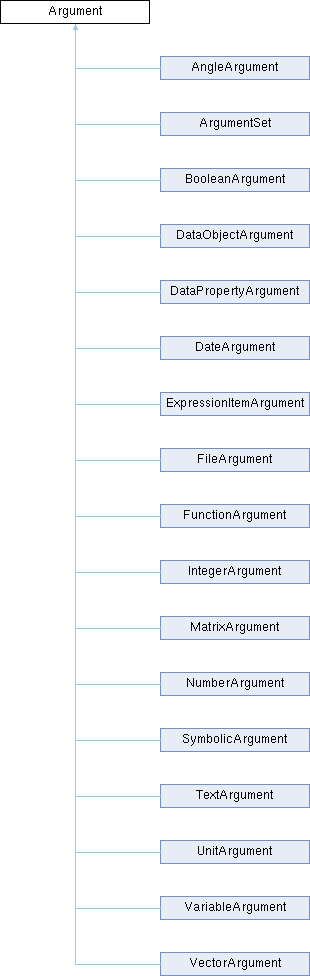 Argument
AngleArgument
ArgumentSet
BooleanArgument
DataObjectArgument
DataPropertyArgument
DateArgument
ExpressionItemArgument
FileArgument
FunctionArgument
IntegerArgument
MatrixArgument
NumberArgument
SymbolicArgument
TextArgument
UnitArgument
VariableArgument
VectorArgument